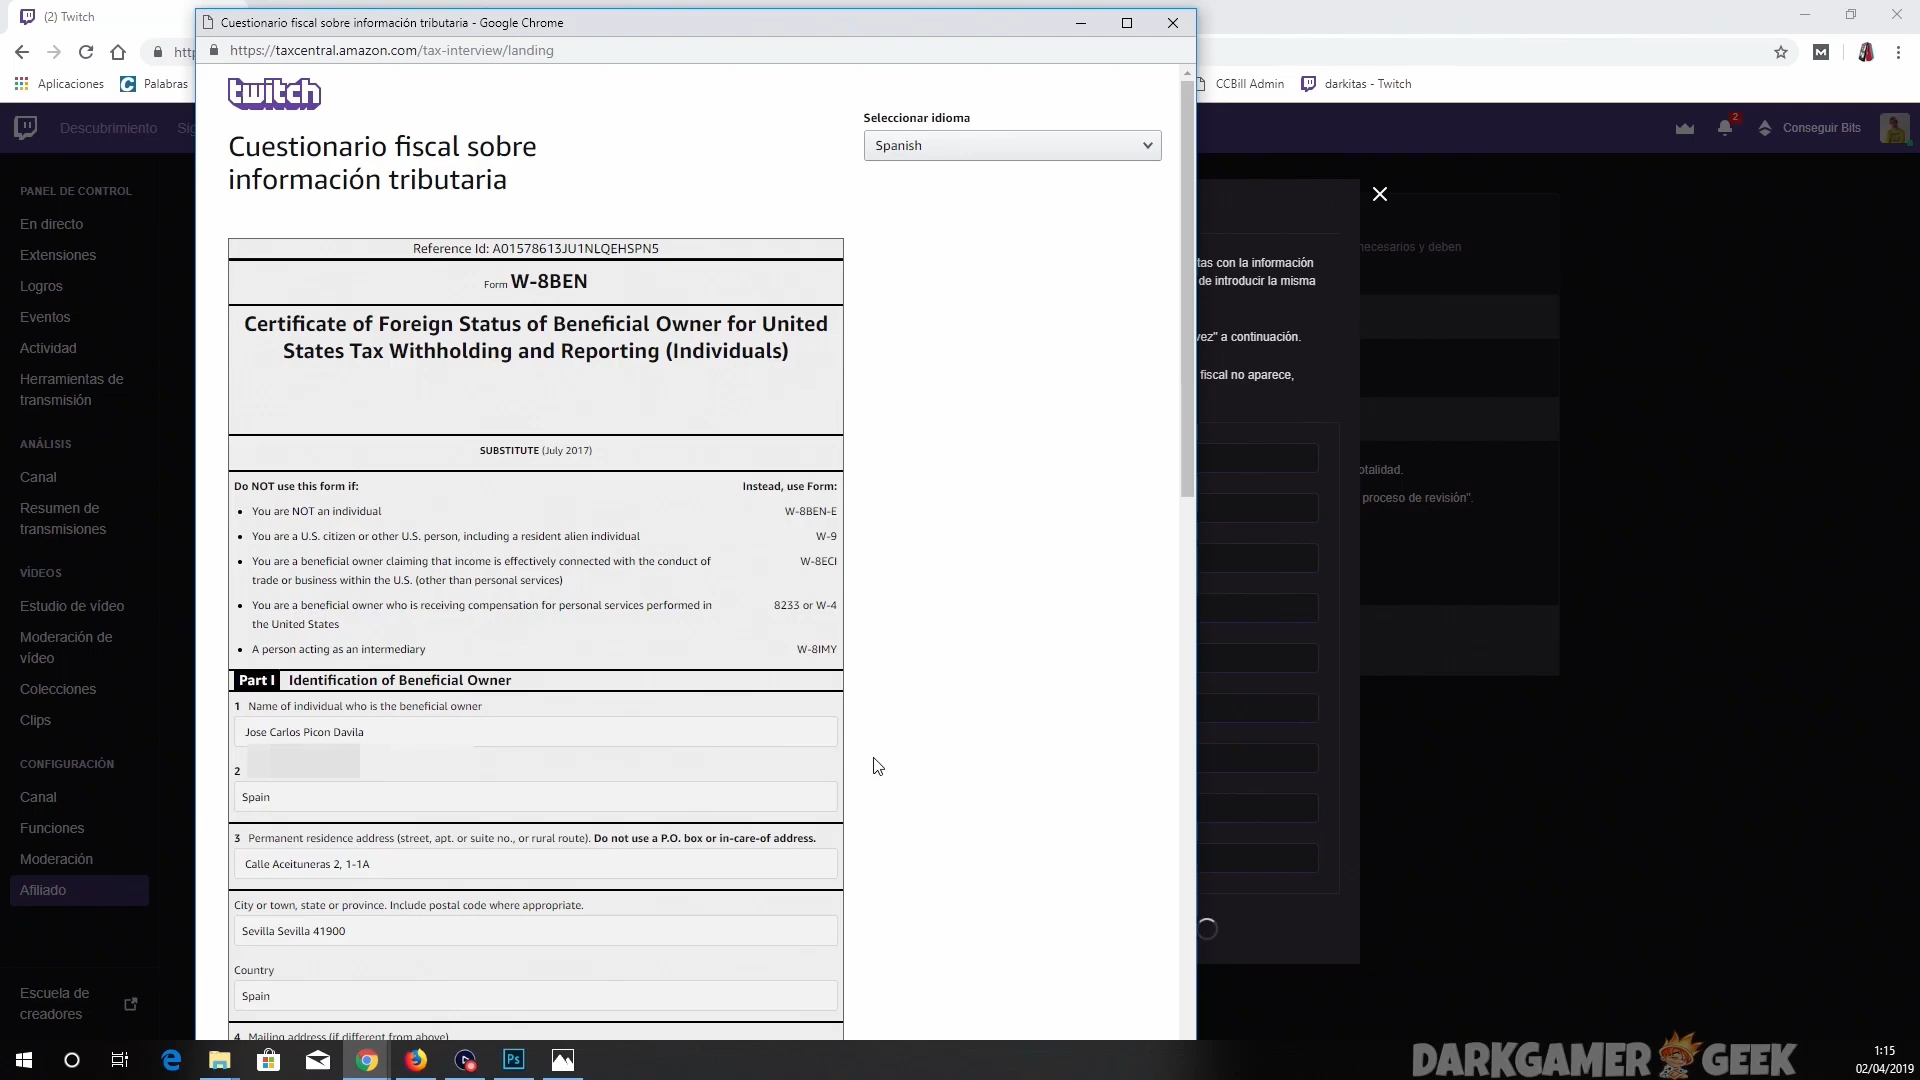 (2) Twitch
Cuestionario fiscal sobre información tributaria - Google Chrome
https://taxcentral.amazon.com/tax-interview/landing
Aplicaciones
Palabras
CCBill Admin
darkitas - Twitch
Descubrimiento
2
Conseguir Bits
twitch
Cuestionario fiscal sobre
información tributaria
Seleccionar idioma
Spanish
PANEL DE CONTROL
En directo
Extensiones
Logros
Eventos
Actividad
Herramientas de
transmisión
ANÁLISIS
Canal
Resumen de
transmisiones
VÍDEOS
Estudio de vídeo
Moderación de
vídeo
Colecciones
Clips
CONFIGURACIÓN
Canal
Funciones
Moderación
Afiliado
Escuela de
creadores
Reference Id: A01578613JU1NLQEHSPN5
Form W-8BEN
Certificate of Foreign Status of Beneficial Owner for United
States Tax Withholding and Reporting (Individuals)
SUBSTITUTE (July 2017)
Do NOT use this form if: Instead, use Form:
You are NOT an individual W-8BEN-E
You are a U.S. citizen or other U.S. person, including a resident alien individual W-9
You are a beneficial owner claiming that income is effectively connected with the conduct of W-8ECI
trade or business within the U.S. (other than personal services)
You are a beneficial owner who is receiving compensation for personal services performed in 8233 or W-4
the United States
A person acting as an intermediary W-8IMY
Part I Identification of Beneficial Owner
1 Name of individual who is the beneficial owner
Jose Carlos Picon Davila
2
Spain
3 Permanent residence address (street, apt. or suite no., or rural route). Do not use a P.O. box or in-care-of address.
Calle Aceituneras 2, 1-1A
City or town, state or province. Include postal code where appropriate.
Sevilla Sevilla 41900
Country
Spain
4 Mailing address (if different from above)
necesarios y deben
tas con la información
de introducir la misma
vez" a continuación.
fiscal no aparece,
otalidad.
proceso de revisión".
DARKGAMER GEEK
1:15
02/04/2019